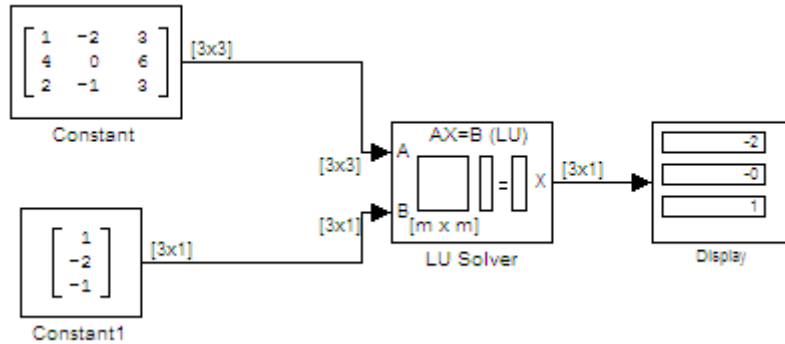 1 -2 3
4 0 6
2 -1 3
Constant
[3x3]
[3x3]
1
-2
-1
Constant1
[3x1]
[3x1]
AX=B (LU)
A
B
=
X
[m x m]
LU Solver
[3x1]
-2
-0
1
Display